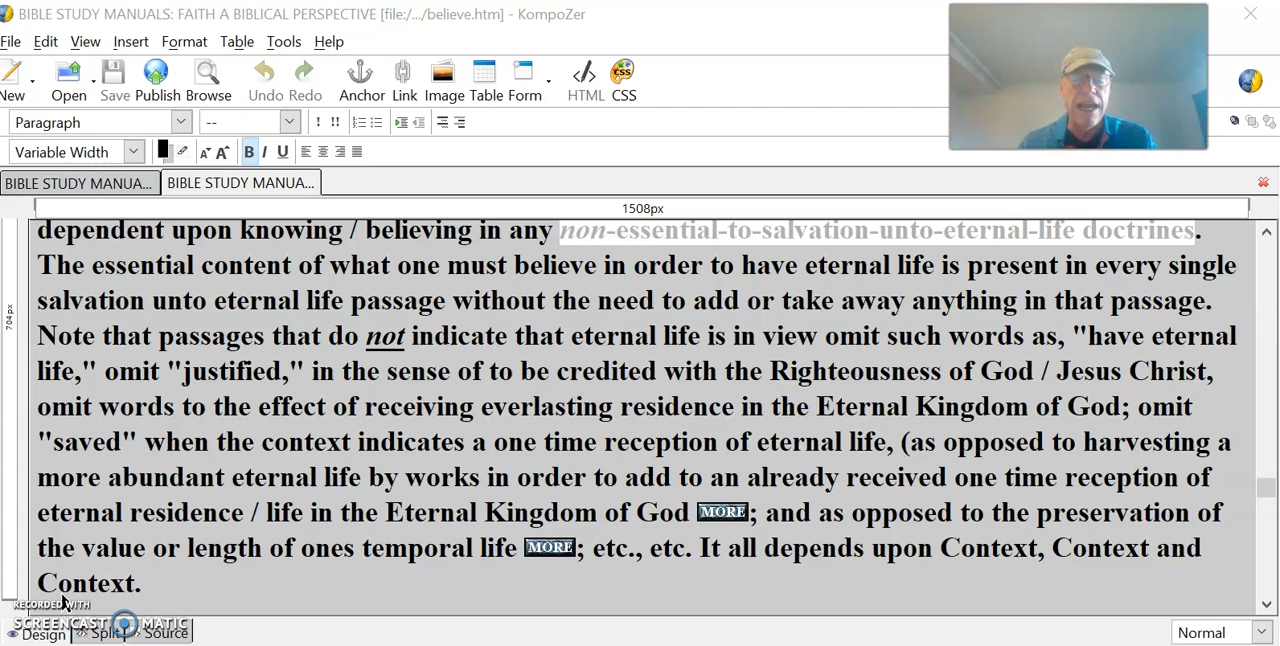 BIBLE STUDY MANUALS: FAITH A BIBLICAL PERSPECTIVE [file:/.../believe.htm] - KompoZer
File Edit View Insert Format Table Tools Help
New Open Save Publish Browse Undo Redo Anchor Link Image Table Form HTML CSS
Paragraph -- ! !!
Variable Width A A B I U
BIBLE STUDY MANUA... BIBLE STUDY MANUA...
1508px
704px
dependent upon knowing / believing in any non-essential-to-salvation-unto-eternal-life doctrines.
The essential content of what one must believe in order to have eternal life is present in every single
salvation unto eternal life passage without the need to add or take away anything in that passage.
Note that passages that do not indicate that eternal life is in view omit such words as, "have eternal
life," omit "justified," in the sense of to be credited with the Righteousness of God / Jesus Christ,
omit words to the effect of receiving everlasting residence in the Eternal Kingdom of God; omit
"saved" when the context indicates a one time reception of eternal life, (as opposed to harvesting a
more abundant eternal life by works in order to add to an already received one time reception of
eternal residence / life in the Eternal Kingdom of God MORE; and as opposed to the preservation of
the value or length of ones temporal life MORE; etc., etc. It all depends upon Context, Context and
Context.
RECORDED WITH
SCREENCAST MATIC
Design Split Source Normal